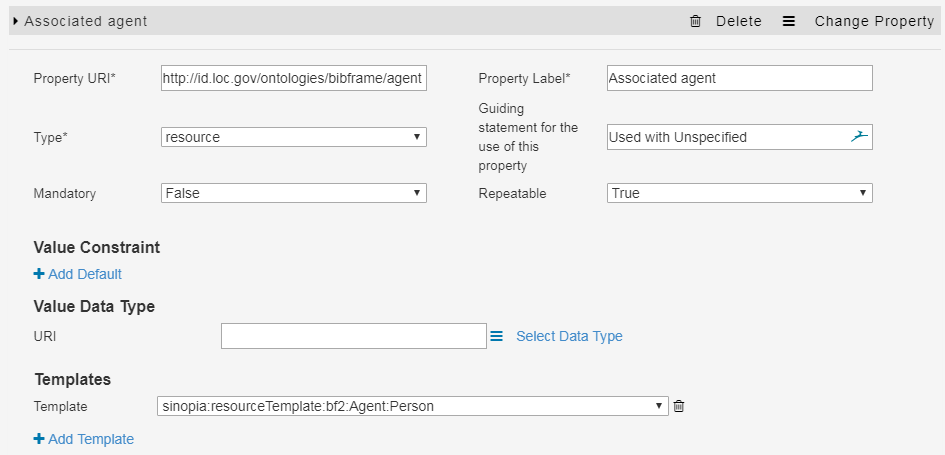 Associated agent Delete Change Property
Property URI* http://id.loc.gov/ontologies/bibframe/agent Property Label* Associated agent
Type* resource Guiding
statement for the
use of this
property Used with Unspecified
Mandatory False Repeatable True
Value Constraint
Add Default
Value Data Type
URI Select Data Type
Templates
Template sinopia:resourceTemplate:bf2:Agent:Person
Add Template